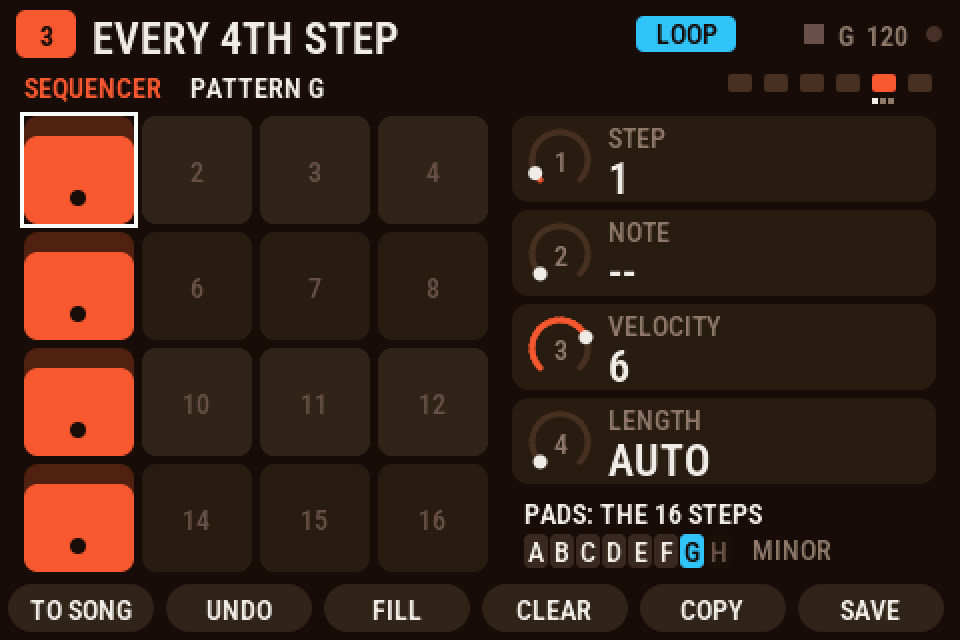 3 EVERY 4TH STEP LOOP G 120
SEQUENCER PATTERN G
2 3 4
6 7 8
10 11 12
14 15 16
1 STEP
1
2 NOTE
--
3 VELOCITY
6
4 LENGTH
AUTO
PADS: THE 16 STEPS
A B C D E F G H MINOR
TO SONG UNDO FILL CLEAR COPY SAVE